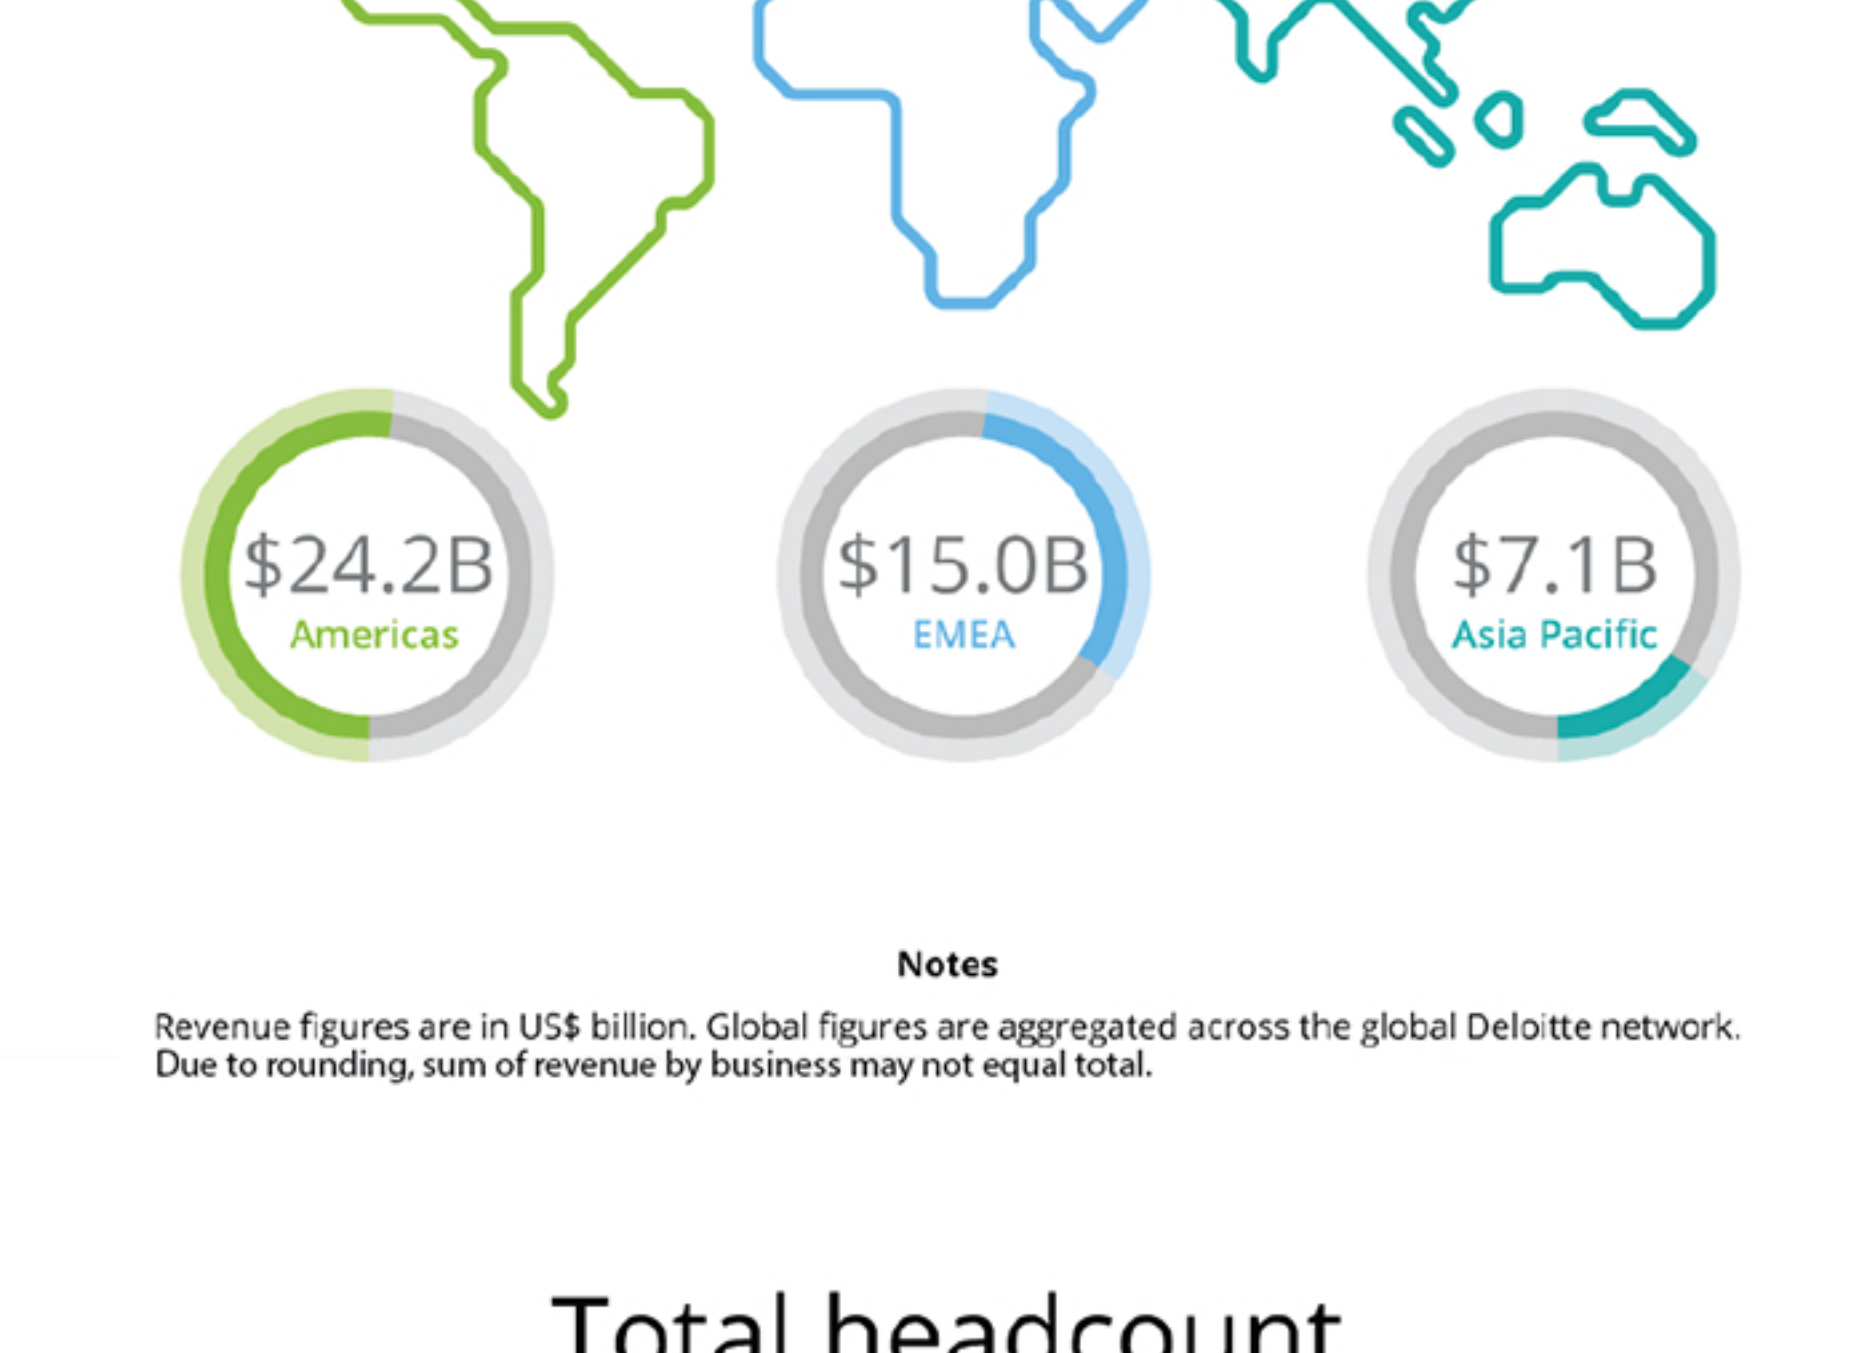 $24.2B
Americas
$15.0B
EMEA
$7.1B
Asia Pacific
Notes
Revenue figures are in US$ billion. Global figures are aggregated across the global Deloitte network.
Due to rounding, sum of revenue by business may not equal total.
Total headcount